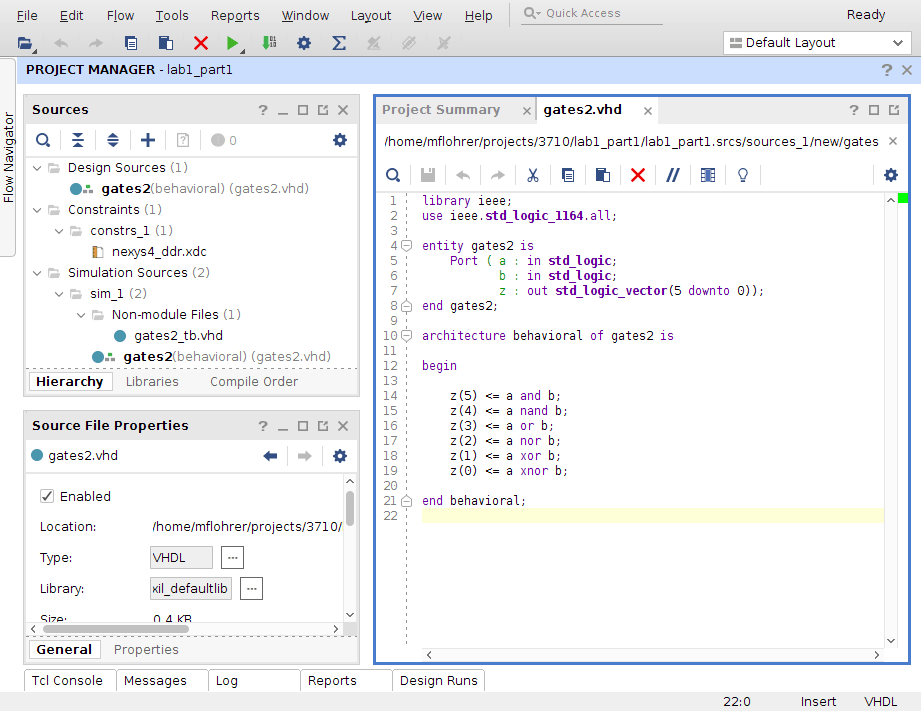 File Edit Flow Tools Reports Window Layout View Help Quick Access Ready
Default Layout
PROJECT MANAGER - lab1_part1
Flow Navigator
Sources
0
Design Sources (1)
gates2(behavioral) (gates2.vhd)
Constraints (1)
constrs_1 (1)
nexys4_ddr.xdc
Simulation Sources (2)
sim_1 (2)
Non-module Files (1)
gates2_tb.vhd
gates2(behavioral) (gates2.vhd)
Hierarchy Libraries Compile Order
Source File Properties
gates2.vhd
Enabled
Location: /home/mflohrer/projects/3710/
Type: VHDL ...
Library: xil_defaultlib ...
Size: 0.4 KB
General Properties
Project Summary gates2.vhd
/home/mflohrer/projects/3710/lab1_part1/lab1_part1.srcs/sources_1/new/gates
1 library ieee;
2 use ieee.std_logic_1164.all;
3
4 entity gates2 is
5 Port ( a : in std_logic;
6 b : in std_logic;
7 z : out std_logic_vector(5 downto 0));
8 end gates2;
9
10 architecture behavioral of gates2 is
11
12 begin
13
14 z(5) <= a and b;
15 z(4) <= a nand b;
16 z(3) <= a or b;
17 z(2) <= a nor b;
18 z(1) <= a xor b;
19 z(0) <= a xnor b;
20
21 end behavioral;
22
Tcl Console Messages Log Reports Design Runs
22:0 Insert VHDL